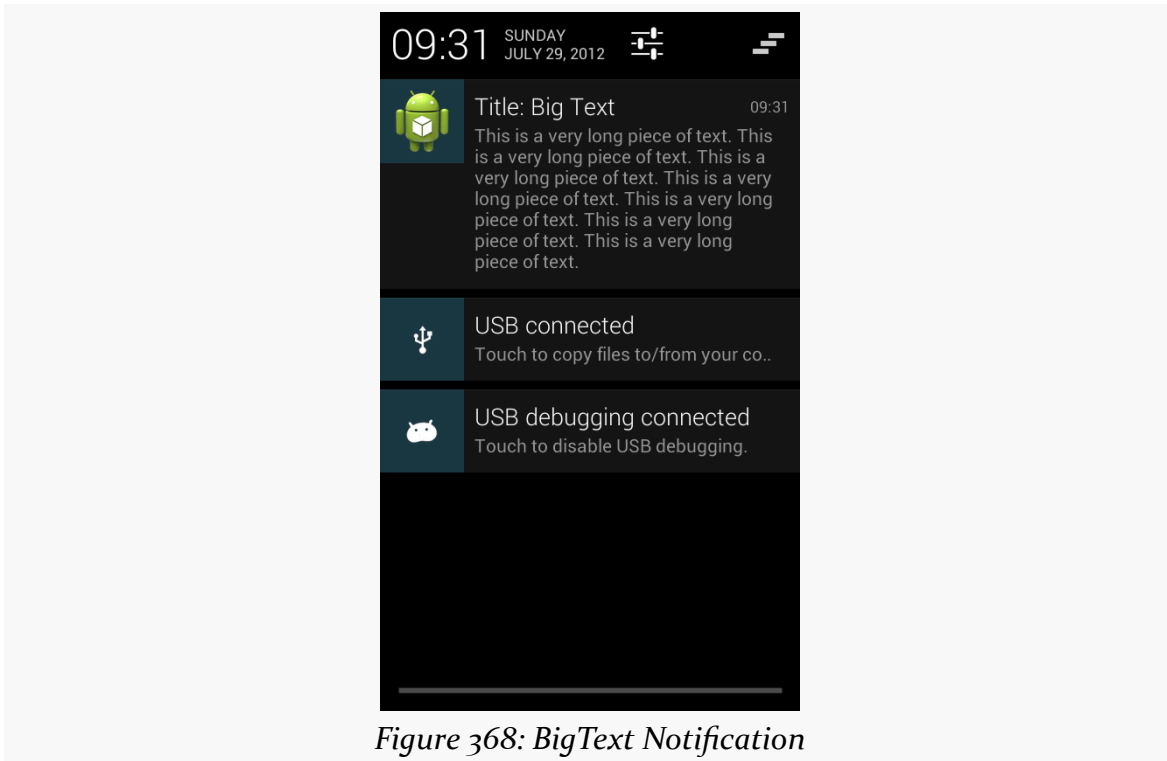 09:31 SUNDAY
JULY 29, 2012
Title: Big Text 09:31
This is a very long piece of text. This
is a very long piece of text. This is a
very long piece of text. This is a very
long piece of text. This is a very long
piece of text. This is a very long
piece of text. This is a very long
piece of text.
USB connected
Touch to copy files to/from your co..
USB debugging connected
Touch to disable USB debugging.
Figure 368: BigText Notification